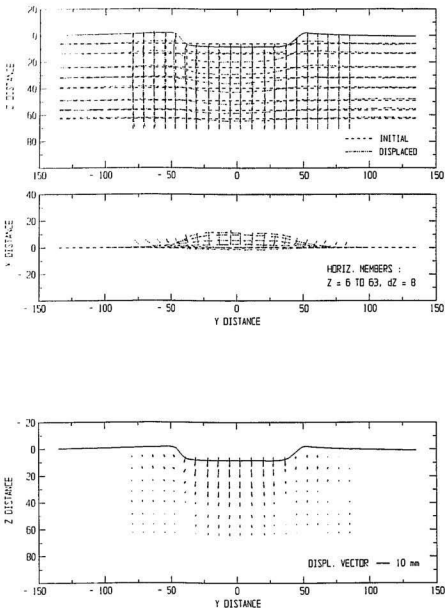 20
0
20
40
60
80
Z DISTANCE
INITIAL
DISPLACED
- 150 - 100 - 50 0 50 100 150
40
20
0
- 20
DISTANCE
HORIZ. MEMBERS :
Z = 6 TO 63, dZ = 8
- 150 - 100 - 50 0 50 100 150
Y DISTANCE
- 20
0
20
40
60
80
Z DISTANCE
DISPL. VECTOR 10 mm
- 150 - 100 - 50 0 50 100 150
Y DISTANCE